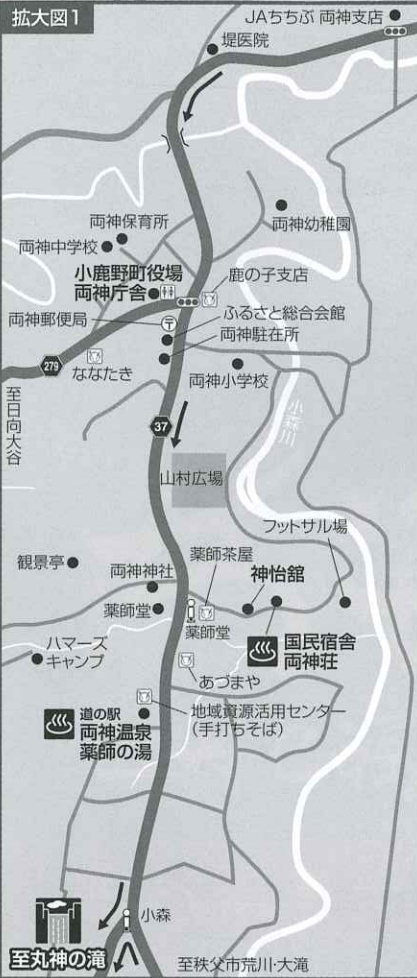 拡大図1
JAちちぶ 両神支店
堤医院
両神保育所
両神中学校
両神幼稚園
小鹿野町役場
両神庁舎
鹿の子支店
両神郵便局
〒
ふるさと総合会館
両神駐在所
279
ななたき
両神小学校
至日向大谷
37
小森川
山村広場
フットサル場
観景亭
両神神社
薬師茶屋
神怡舘
薬師堂
薬師堂
国民宿舎
両神荘
ハマーズ
キャンプ
あづまや
道の駅
両神温泉
薬師の湯
地域資源活用センター
(手打ちそば)
小森
至丸神の滝
至秩父市荒川・大滝